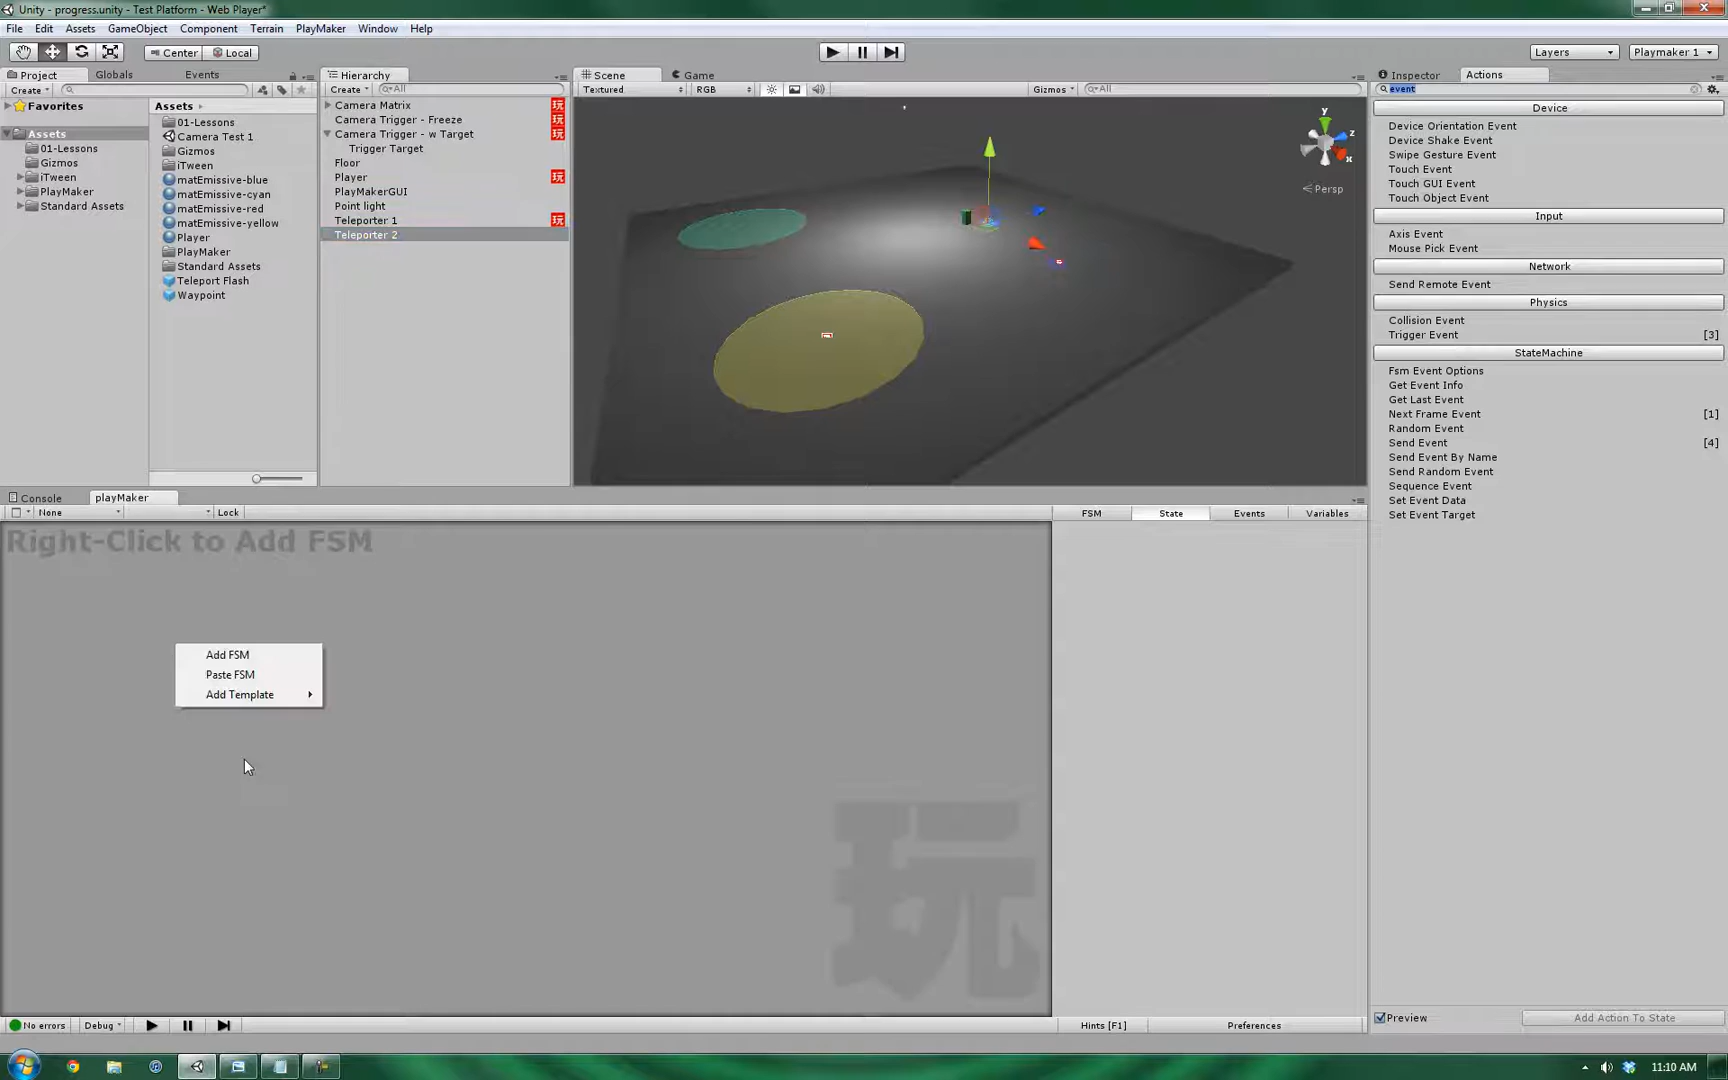 Unity - progress.unity - Test Platform - Web Player*
File Edit Assets GameObject Component Terrain PlayMaker Window Help
Center Local
Layers Playmaker 1
Project Globals Events
Create
Favorites
Assets
01-Lessons
Gizmos
iTween
PlayMaker
Standard Assets
Assets
01-Lessons
Camera Test 1
Gizmos
iTween
matEmissive-blue
matEmissive-cyan
matEmissive-red
matEmissive-yellow
Player
PlayMaker
Standard Assets
Teleport Flash
Waypoint
Hierarchy
Create All
Camera Matrix 玩
Camera Trigger - Freeze 玩
Camera Trigger - w Target 玩
Trigger Target
Floor
Player 玩
PlayMakerGUI
Point light
Teleporter 1 玩
Teleporter 2
Scene Game
Textured RGB Gizmos All
y
z
x
Persp
Inspector Actions
event
Device
Device Orientation Event
Device Shake Event
Swipe Gesture Event
Touch Event
Touch GUI Event
Touch Object Event
Input
Axis Event
Mouse Pick Event
Network
Send Remote Event
Physics
Collision Event
Trigger Event [3]
StateMachine
Fsm Event Options
Get Event Info
Get Last Event
Next Frame Event [1]
Random Event
Send Event [4]
Send Event By Name
Send Random Event
Sequence Event
Set Event Data
Set Event Target
Console playMaker
None Lock
FSM State Events Variables
Right-Click to Add FSM
Add FSM
Paste FSM
Add Template
玩
No errors Debug
Hints [F1] Preferences
Preview Add Action To State
11:10 AM